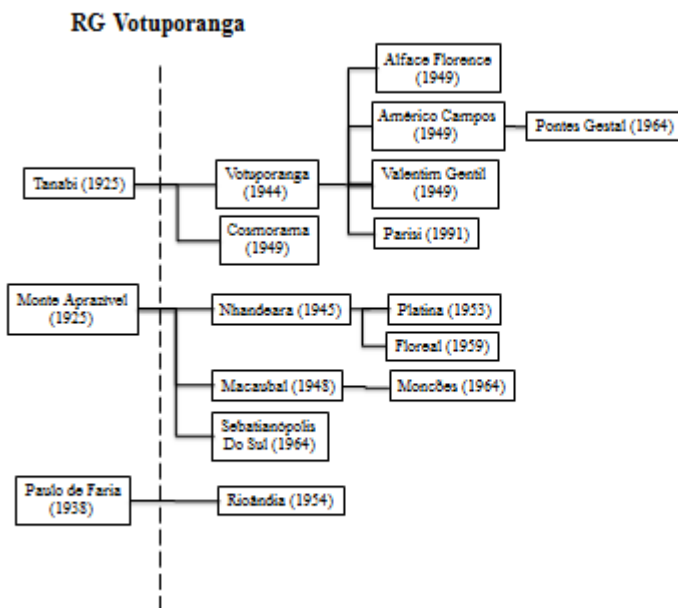 RG Votuporanga
Alface Florence
(1949)
Américo Campos
(1949)
Pontes Gestal (1964)
Tanabi (1925)
Votuporanga
(1944)
Valentim Gentil
(1949)
Cosmorama
(1949)
Parisi (1991)
Monte Aprazível
(1925)
Nhandeara (1945)
Platina (1953)
Floreal (1959)
Macaubal (1948)
Monções (1964)
Sebatianópolis
Do Sul (1964)
Paulo de Faria
(1938)
Rioândia (1954)